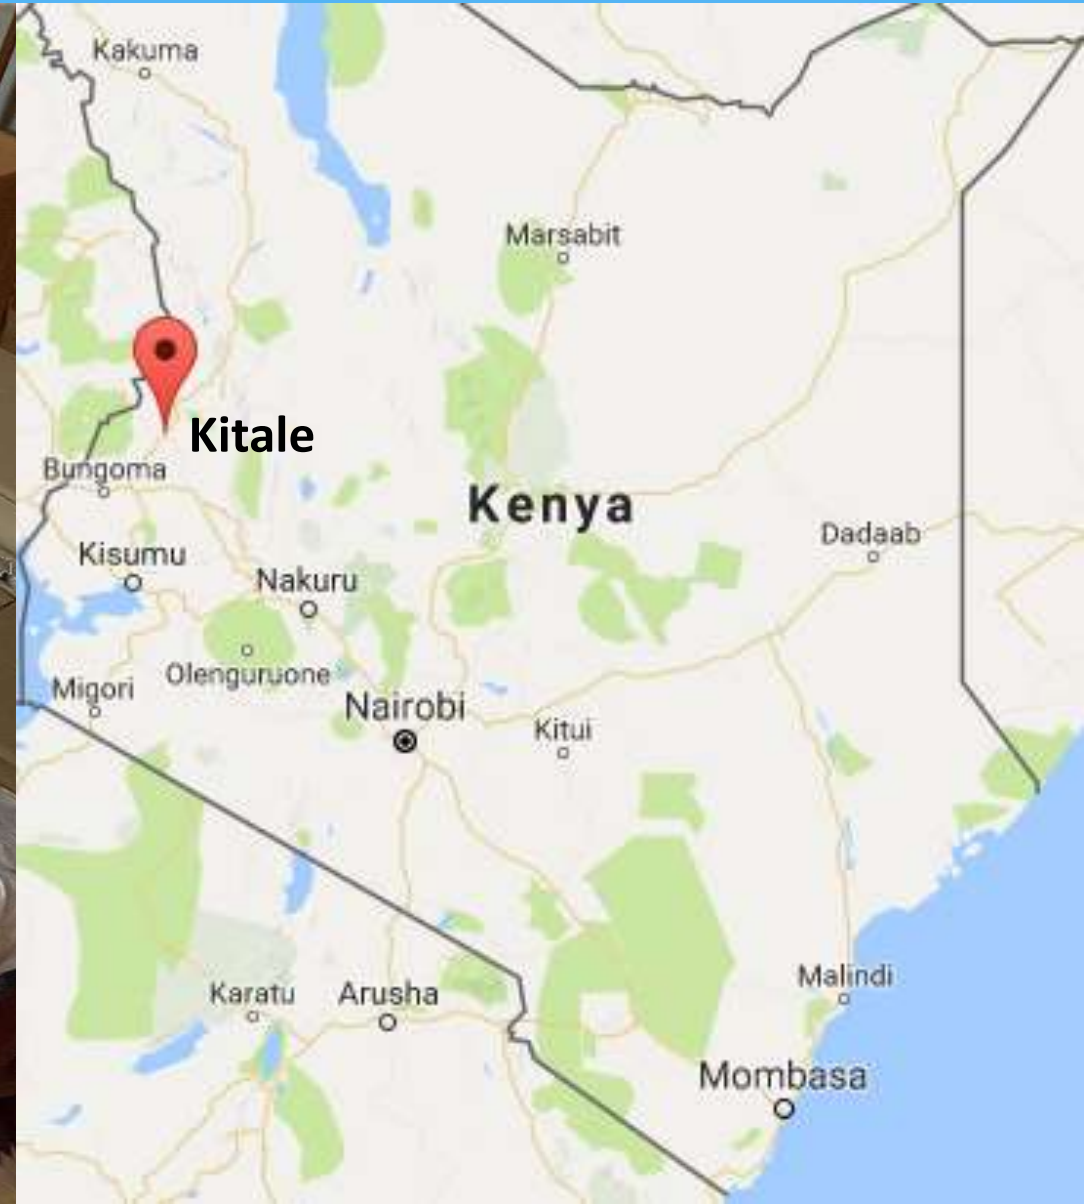 Kakuma
Marsabit
Kitale
Bungoma
Kenya
Dadaab
Kisumu
Nakuru
Olenguruone
Migori
Nairobi
Kitui
Malindi
Karatu
Arusha
Mombasa